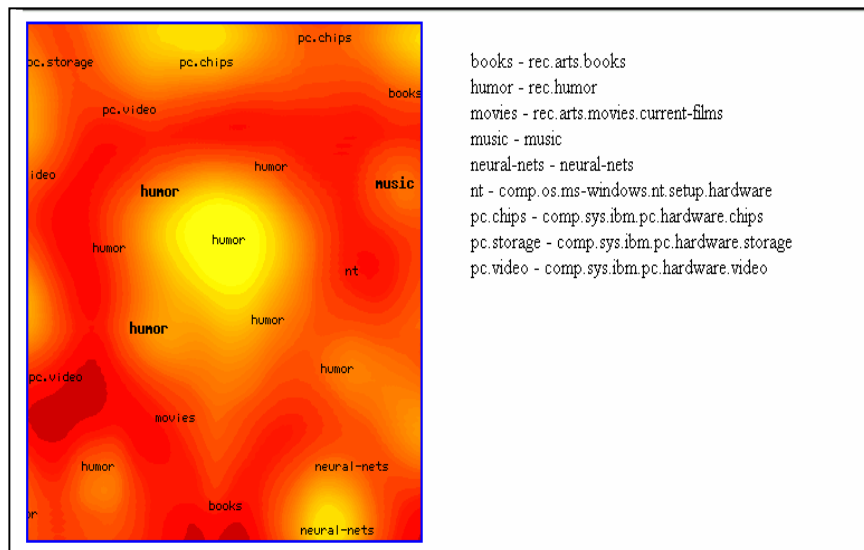 pc.chips
pc.storage
pc.chips
books
pc.video
humor
ideo
humor
music
humor
humor
nt
humor
humor
humor
pc.video
movies
humor
neural-nets
books
or
neural-nets
books - rec.arts.books
humor - rec.humor
movies - rec.arts.movies.current-films
music - music
neural-nets - neural-nets
nt - comp.os.ms-windows.nt.setup.hardware
pc.chips - comp.sys.ibm.pc.hardware.chips
pc.storage - comp.sys.ibm.pc.hardware.storage
pc.video - comp.sys.ibm.pc.hardware.video